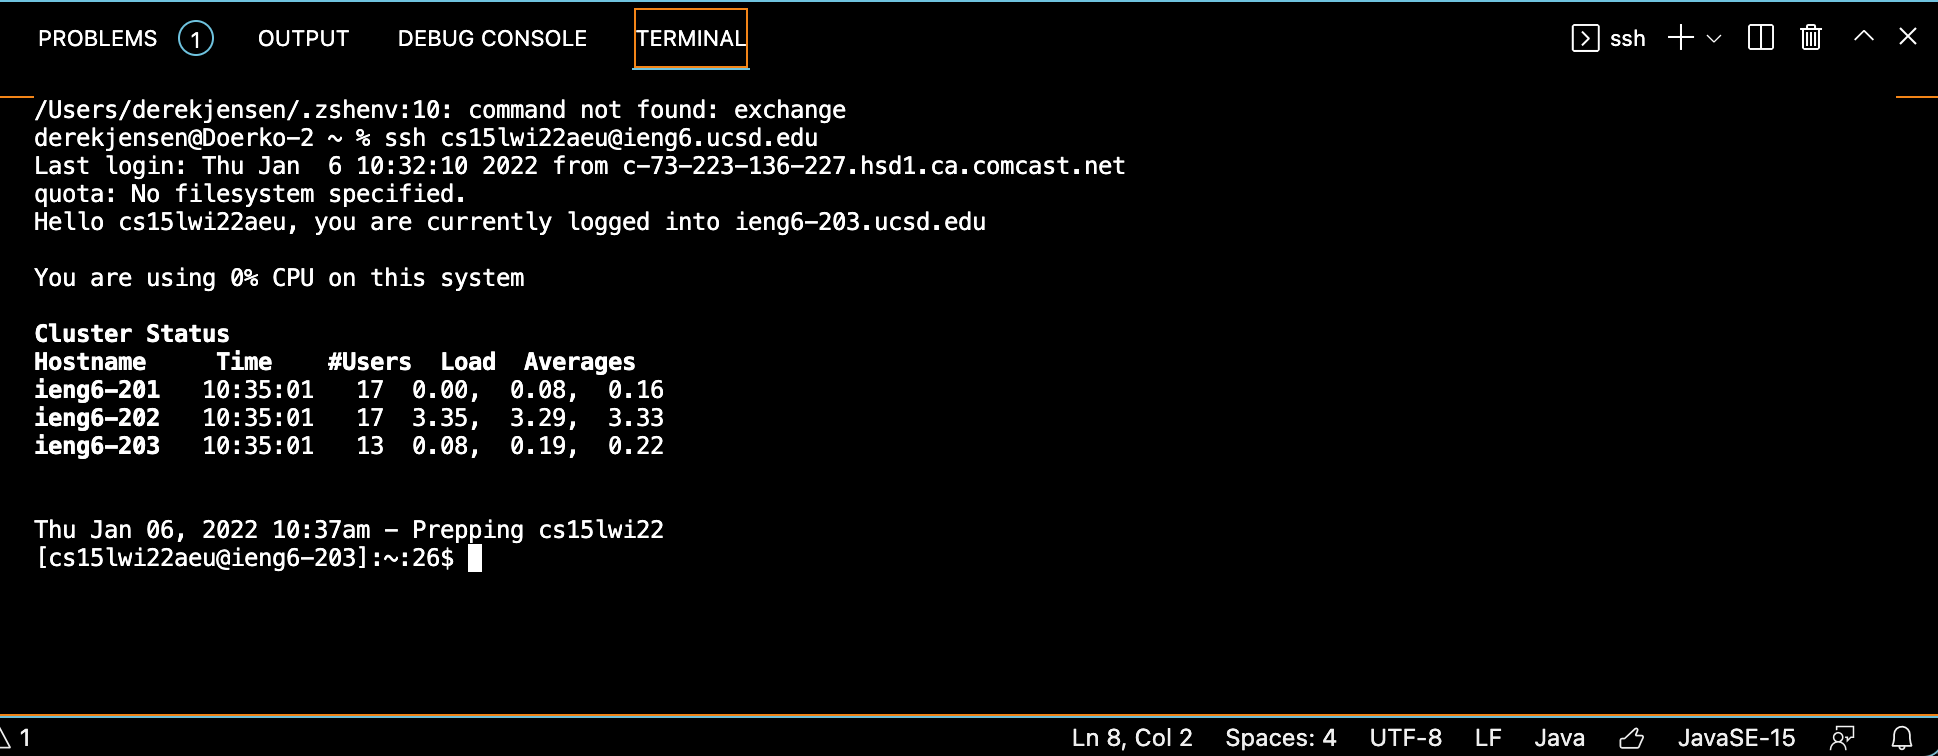 PROBLEMS 1 OUTPUT DEBUG CONSOLE TERMINAL ssh
/Users/derekjensen/.zshenv:10: command not found: exchange
derekjensen@Doerko-2 ~ % ssh cs15lwi22aeu@ieng6.ucsd.edu
Last login: Thu Jan  6 10:32:10 2022 from c-73-223-136-227.hsd1.ca.comcast.net
quota: No filesystem specified.
Hello cs15lwi22aeu, you are currently logged into ieng6-203.ucsd.edu
You are using 0% CPU on this system
Cluster Status
Hostname     Time    #Users  Load  Averages
ieng6-201   10:35:01   17  0.00,  0.08,  0.16
ieng6-202   10:35:01   17  3.35,  3.29,  3.33
ieng6-203   10:35:01   13  0.08,  0.19,  0.22
Thu Jan 06, 2022 10:37am - Prepping cs15lwi22
[cs15lwi22aeu@ieng6-203]:~:26$
1 Ln 8, Col 2 Spaces: 4 UTF-8 LF Java JavaSE-15